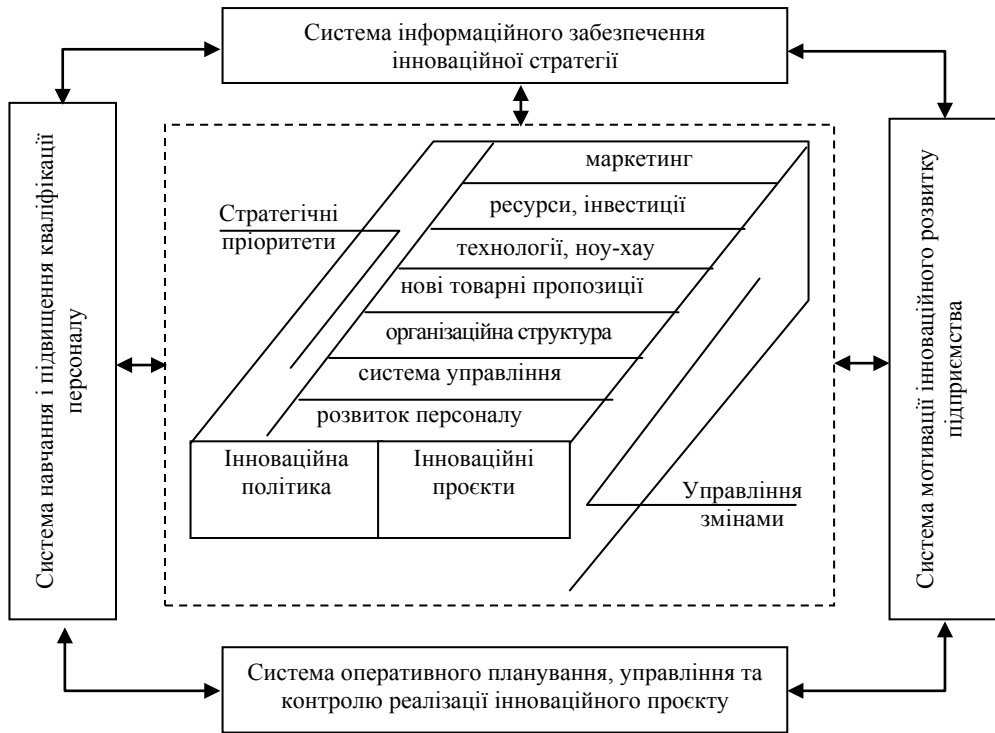 Система інформаційного забезпечення
інноваційної стратегії
Система навчання і підвищення кваліфікації
персоналу
Стратегічні
пріоритети
маркетинг
ресурси, інвестиції
технології, ноу-хау
нові товарні пропозиції
організаційна структура
система управління
розвиток персоналу
Інноваційна
політика
Інноваційні
проєкти
Управління
змінами
Система мотивації інноваційного розвитку
підприємства
Система оперативного планування, управління та
контролю реалізації інноваційного проєкту